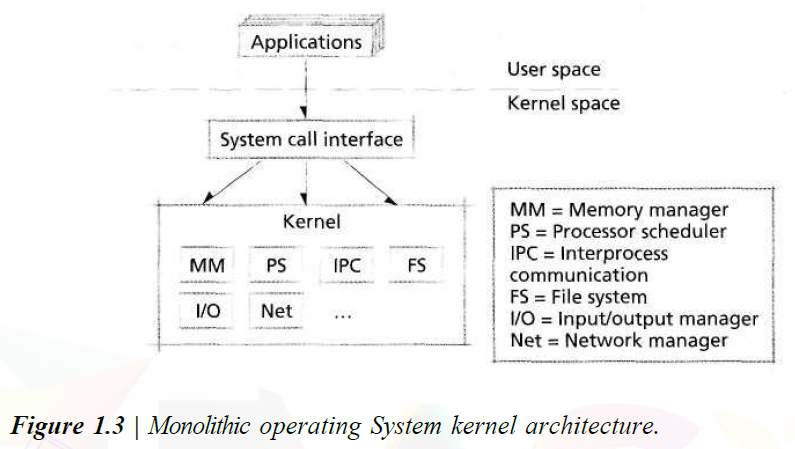 Applications
User space
Kernel space
System call interface
Kernel
MM PS IPC FS
I/O Net ...
MM = Memory manager
PS = Processor scheduler
IPC = Interprocess
communication
FS = File system
I/O = Input/output manager
Net = Network manager
Figure 1.3 | Monolithic operating System kernel architecture.